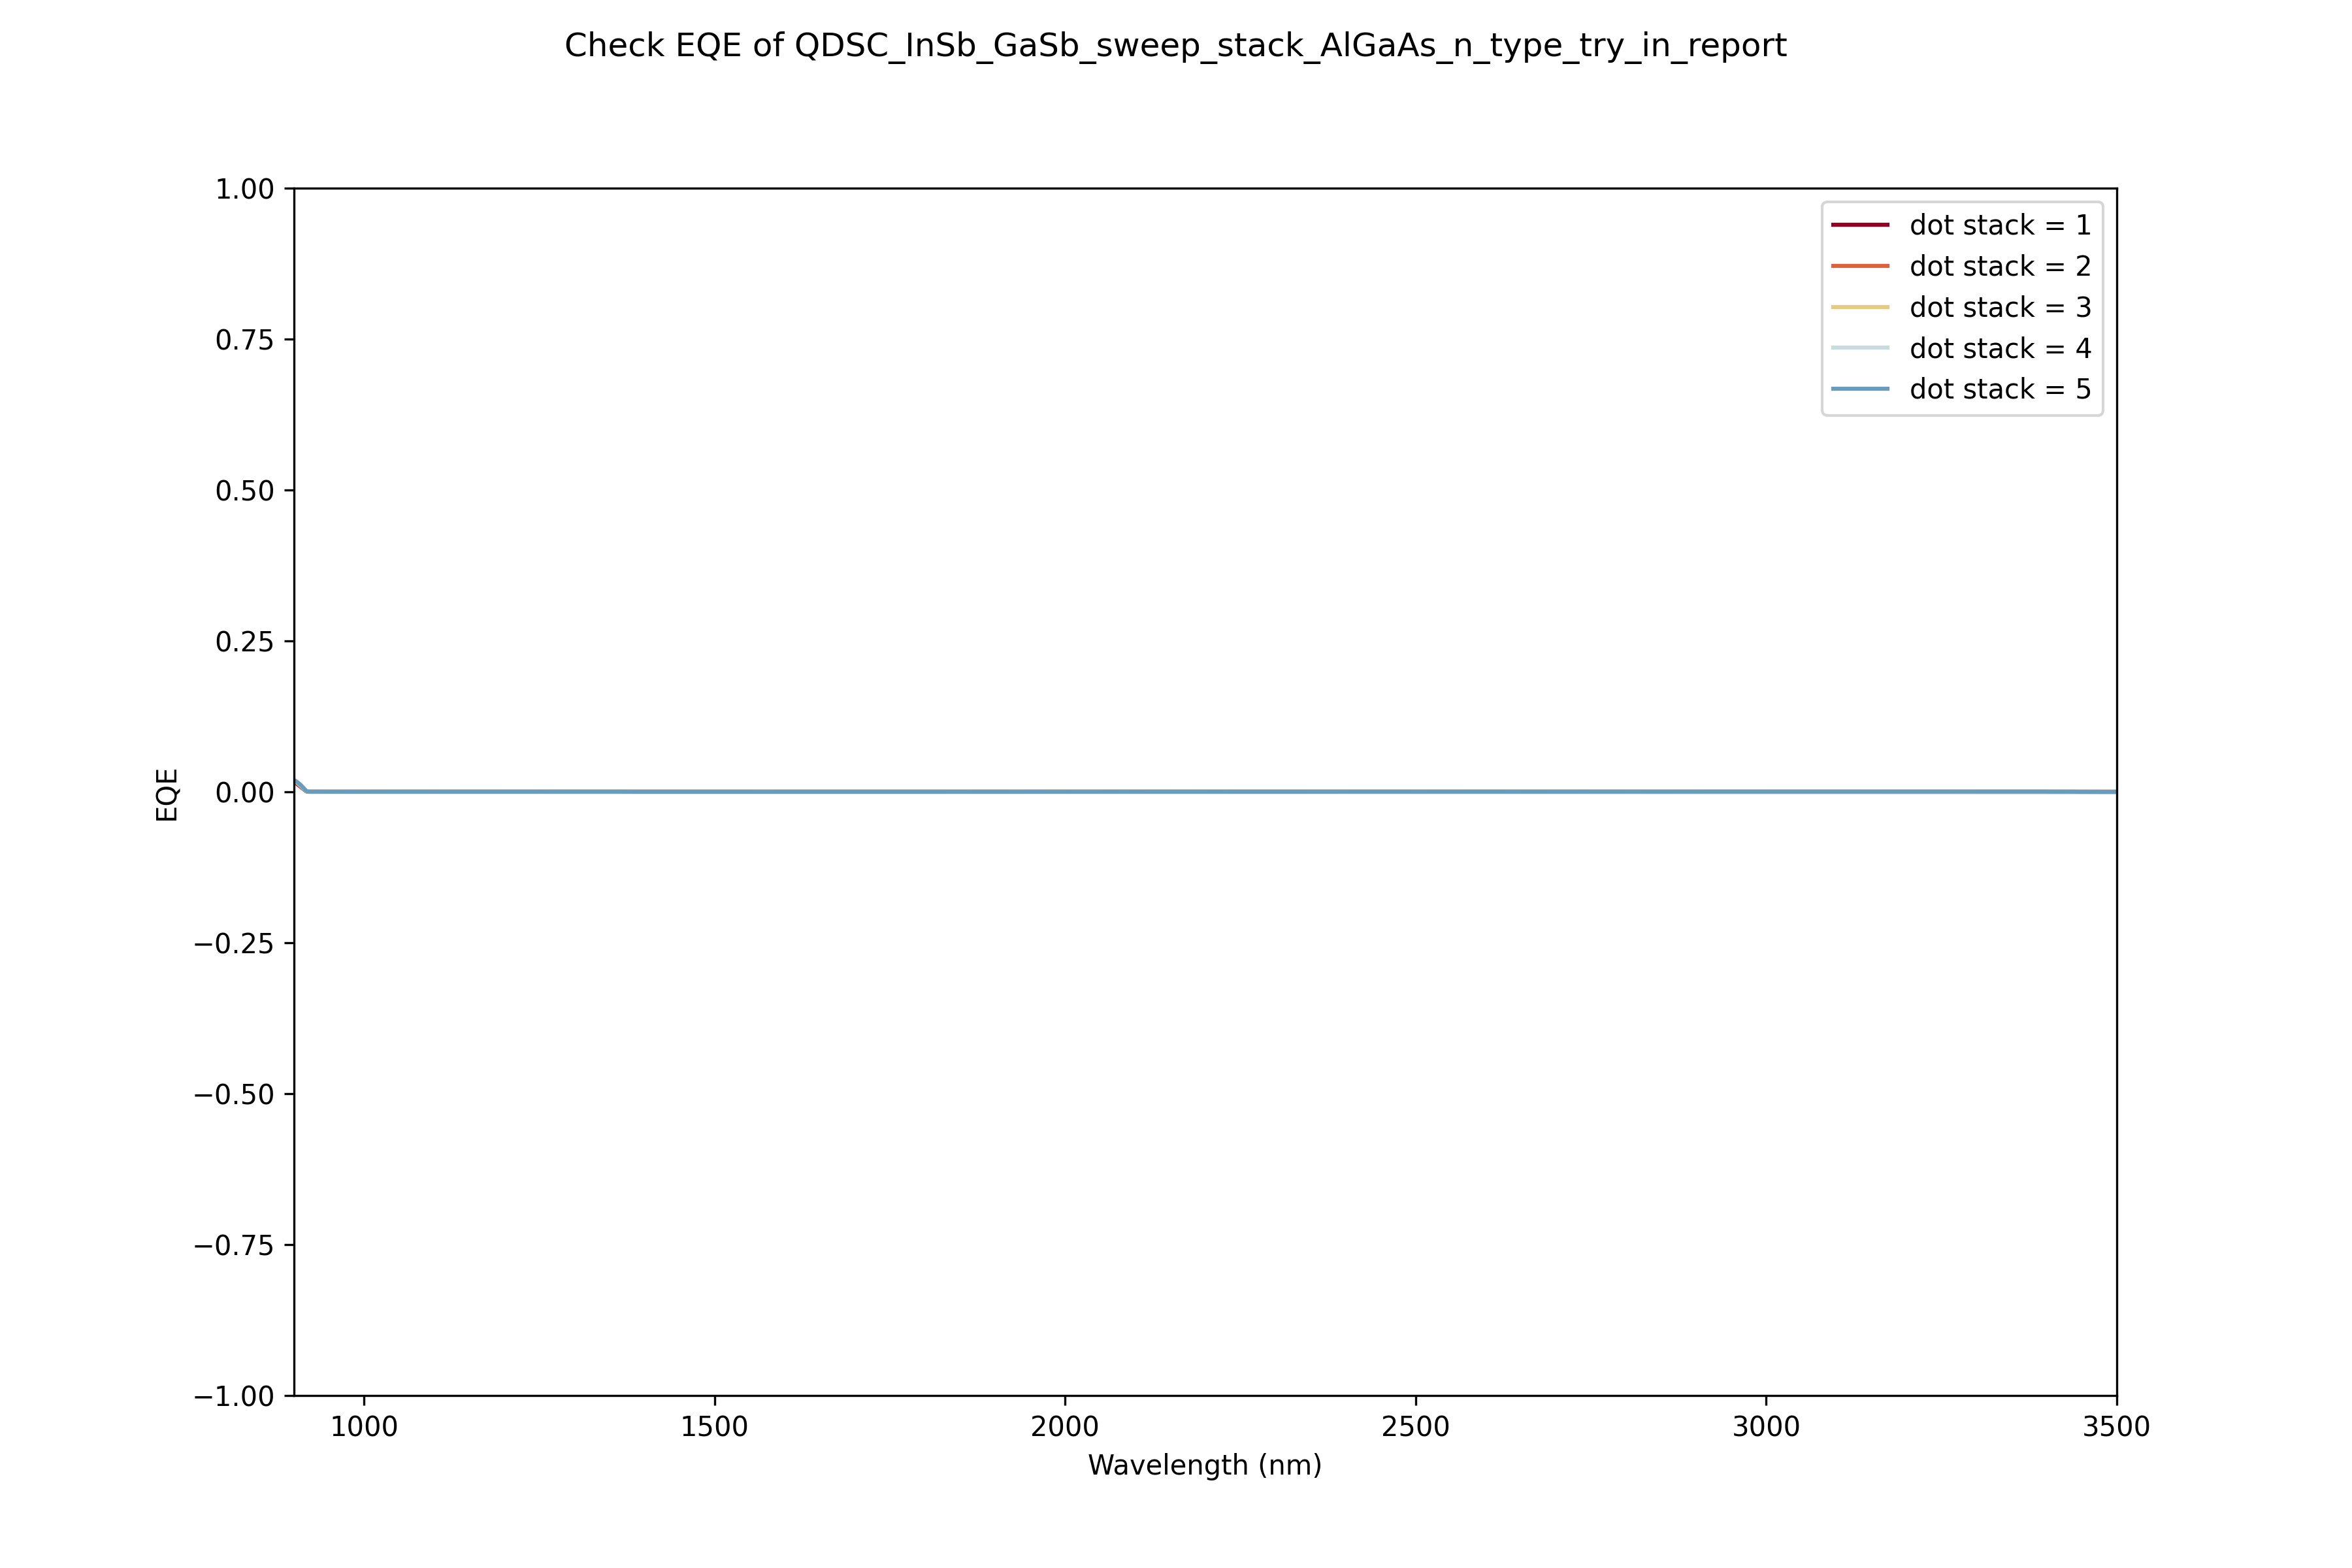 Check EQE of QDSC_InSb_GaSb_sweep_stack_AlGaAs_n_type_try_in_report
1.00
0.75
0.50
0.25
0.00
−0.25
−0.50
−0.75
−1.00
EQE
dot stack = 1
dot stack = 2
dot stack = 3
dot stack = 4
dot stack = 5
1000
1500
2000
2500
3000
3500
Wavelength (nm)